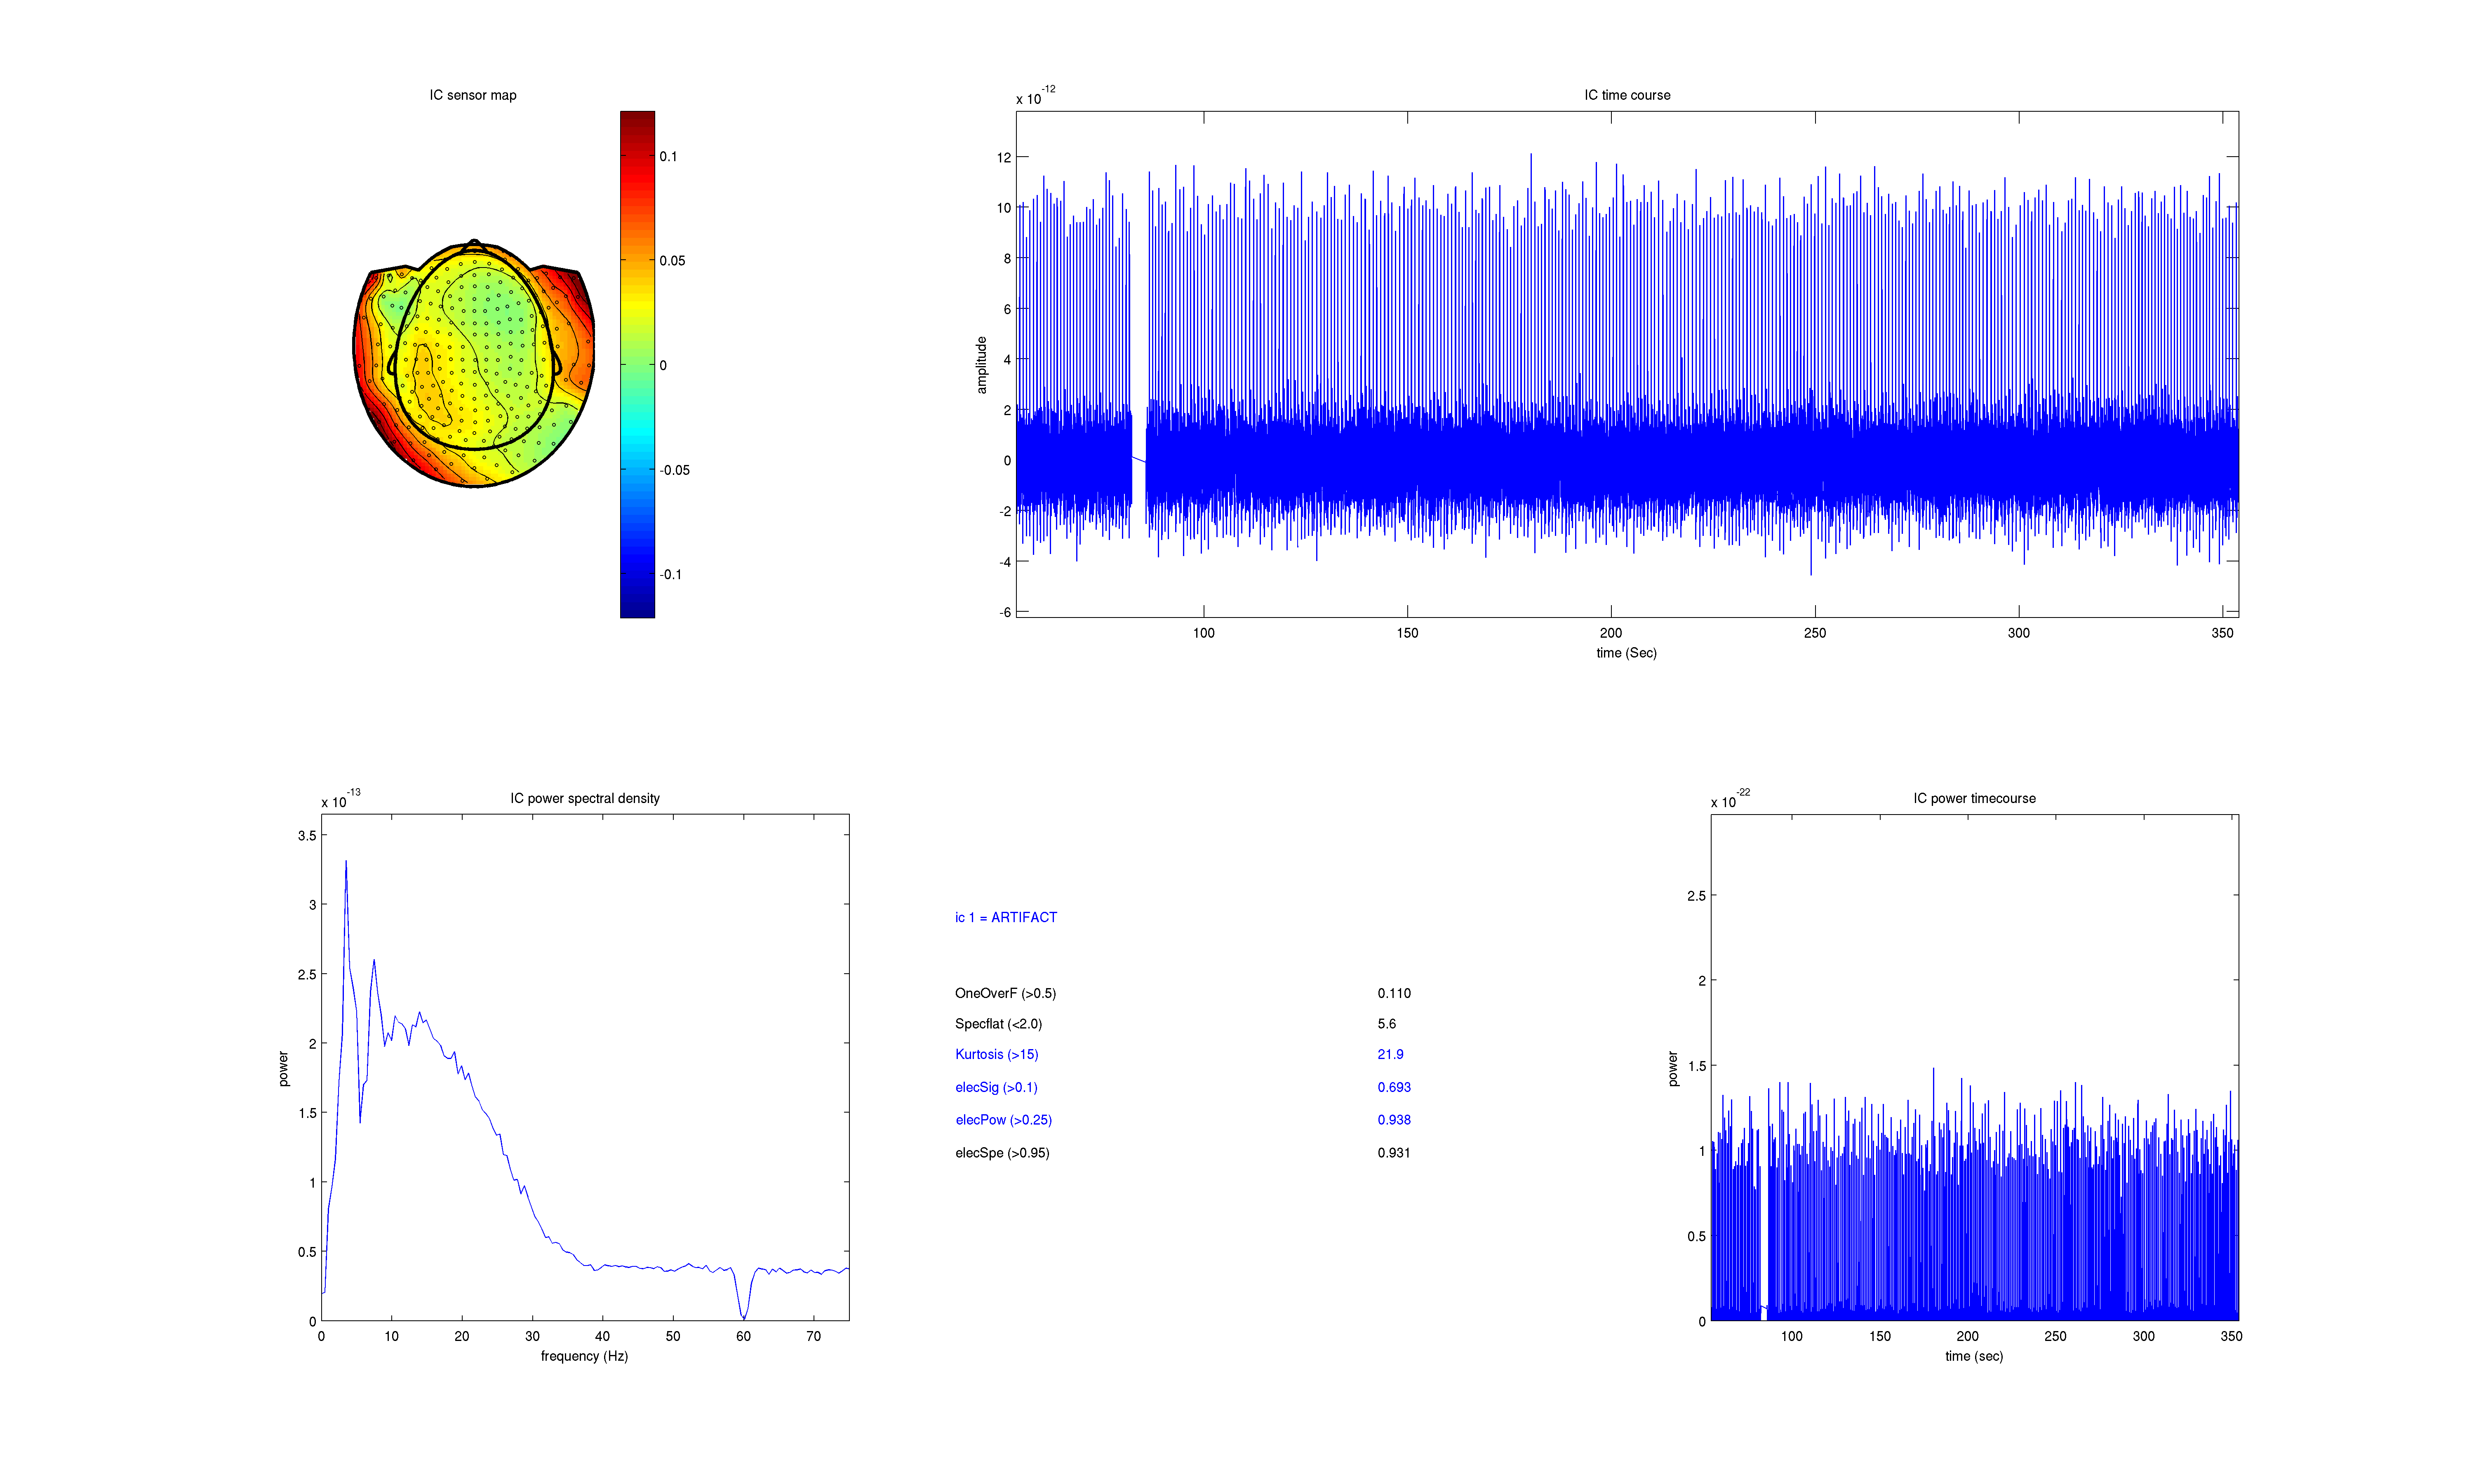 IC sensor map
0.1
0.05
0
-0.05
-0.1
IC time course
x 10^-12
12
10
8
6
4
2
0
-2
-4
-6
amplitude
100 150 200 250 300 350
time (Sec)
IC power spectral density
x 10^-13
3.5
3
2.5
2
1.5
1
0.5
0
power
0 10 20 30 40 50 60 70
frequency (Hz)
ic 1 = ARTIFACT
OneOverF (>0.5) 0.110
Specflat (<2.0) 5.6
Kurtosis (>15) 21.9
elecSig (>0.1) 0.693
elecPow (>0.25) 0.938
elecSpe (>0.95) 0.931
IC power timecourse
x 10^-22
2.5
2
1.5
1
0.5
0
power
100 150 200 250 300 350
time (sec)